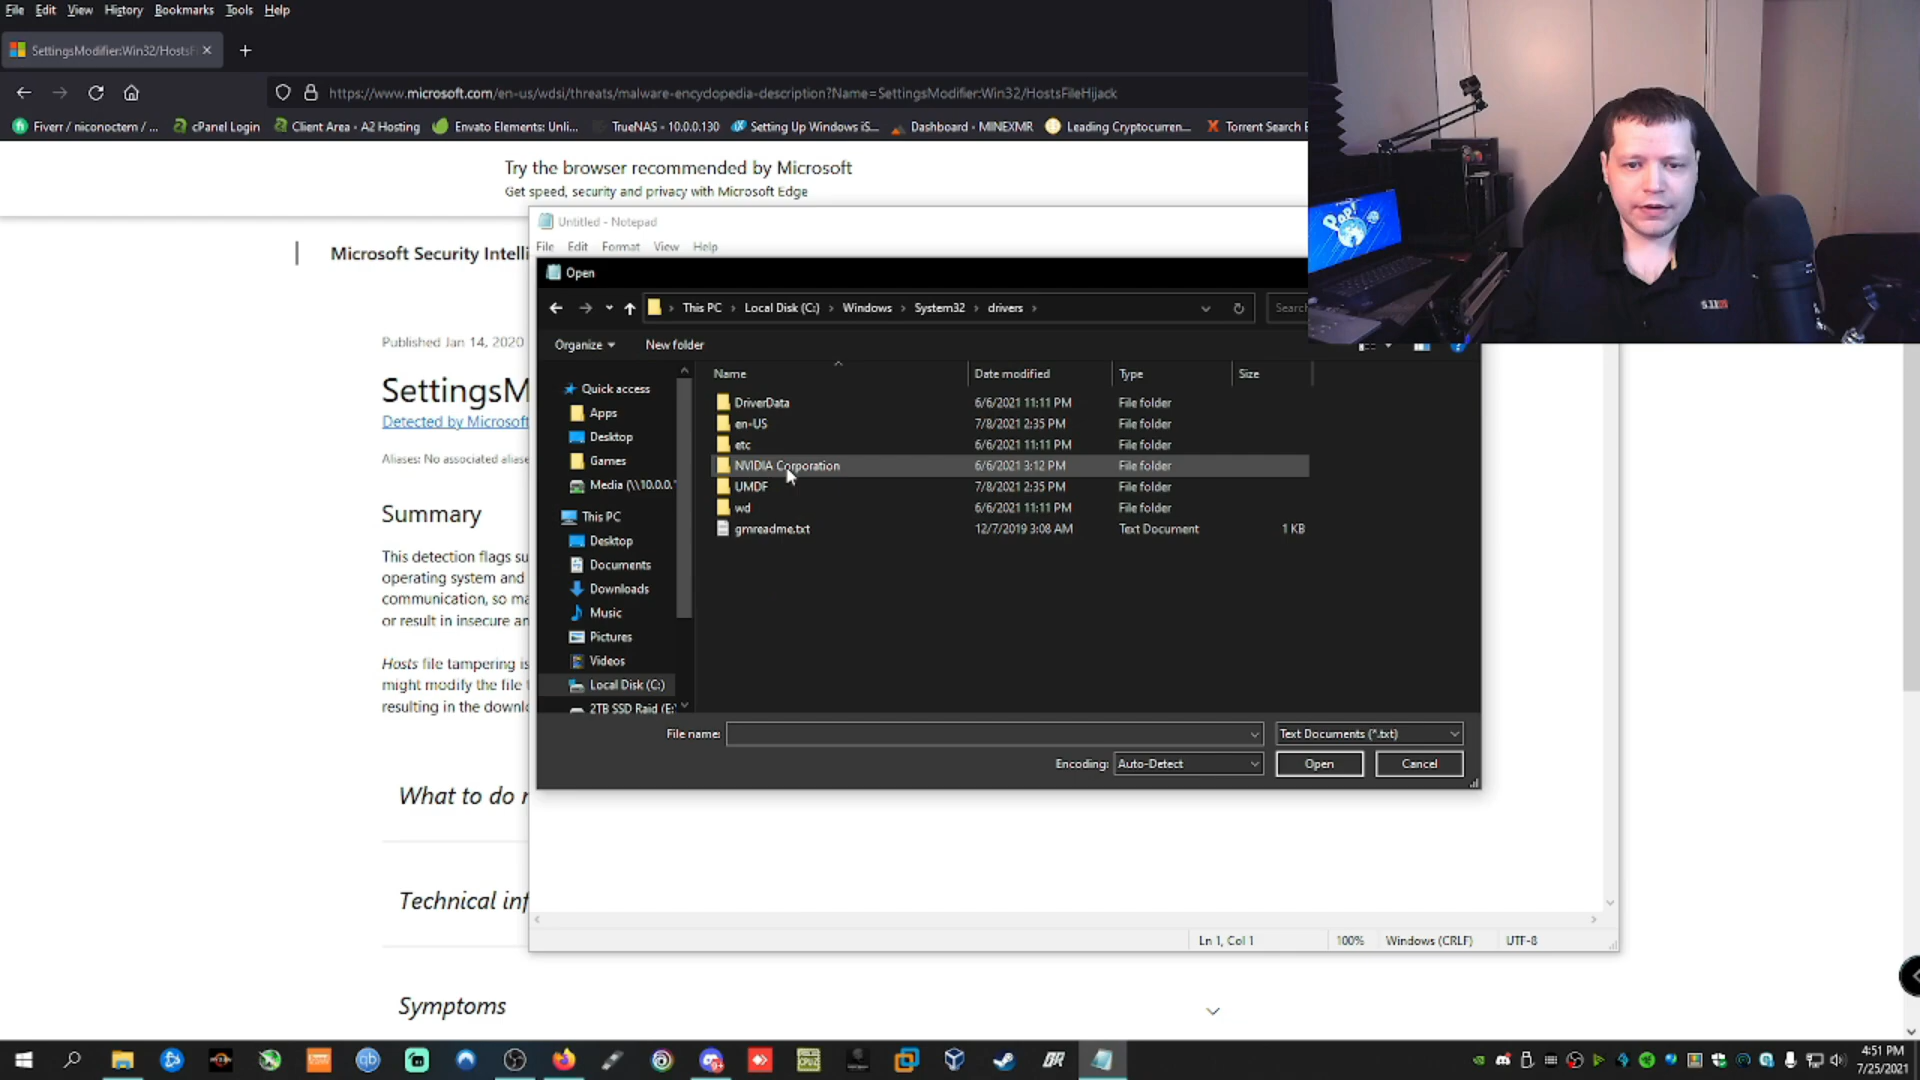 File Edit View History Bookmarks Tools Help
SettingsModifier:Win32/HostsF
https://www.microsoft.com/en-us/wdsi/threats/malware-encyclopedia-description?Name=SettingsModifier:Win32/HostsFileHijack
Fiverr / niconoctern / ... cPanel Login Client Area - A2 Hosting Envato Elements: Unli... TrueNAS - 10.0.0.130 Setting Up Windows iS... Dashboard - MINEXMR Leading Cryptocurren... Torrent Search E
Try the browser recommended by Microsoft
Get speed, security and privacy with Microsoft Edge
Untitled - Notepad
File Edit Format View Help
Microsoft Security Intelli
Open
This PC Local Disk (C:) Windows System32 drivers
Search
Organize New folder
Published Jan 14, 2020
SettingsM
Detected by Microsoft
Aliases: No associated aliase
Summary
This detection flags su
operating system and
communication, so ma
or result in insecure an
Hosts file tampering is
might modify the file t
resulting in the downlo
What to do n
Technical inf
Symptoms
Quick access
Apps
Desktop
Games
Media (\\10.0.0.
This PC
Desktop
Documents
Downloads
Music
Pictures
Videos
Local Disk (C:)
2TB SSD Raid (E:
Name Date modified Type Size
DriverData 6/6/2021 11:11 PM File folder
en-US 7/8/2021 2:35 PM File folder
etc 6/6/2021 11:11 PM File folder
NVIDIA Corporation 6/6/2021 3:12 PM File folder
UMDF 7/8/2021 2:35 PM File folder
wd 6/6/2021 11:11 PM File folder
gmreadme.txt 12/7/2019 3:08 AM Text Document 1 KB
File name: Text Documents (*.txt)
Encoding: Auto-Detect Open Cancel
Ln 1, Col 1 100% Windows (CRLF) UTF-8
Pop!
5.11
4:51 PM
7/25/2021